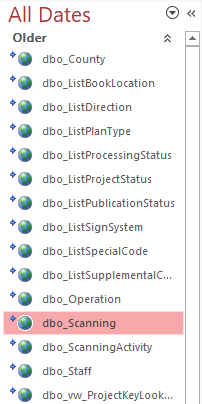 All Dates
Older
dbo_County
dbo_ListBookLocation
dbo_ListDirection
dbo_ListPlanType
dbo_ListProcessingStatus
dbo_ListProjectStatus
dbo_ListPublicationStatus
dbo_ListSignSystem
dbo_ListSpecialCode
dbo_ListSupplementalC...
dbo_Operation
dbo_Scanning
dbo_ScanningActivity
dbo_Staff
dbo_vw_ProjectKeyLook...